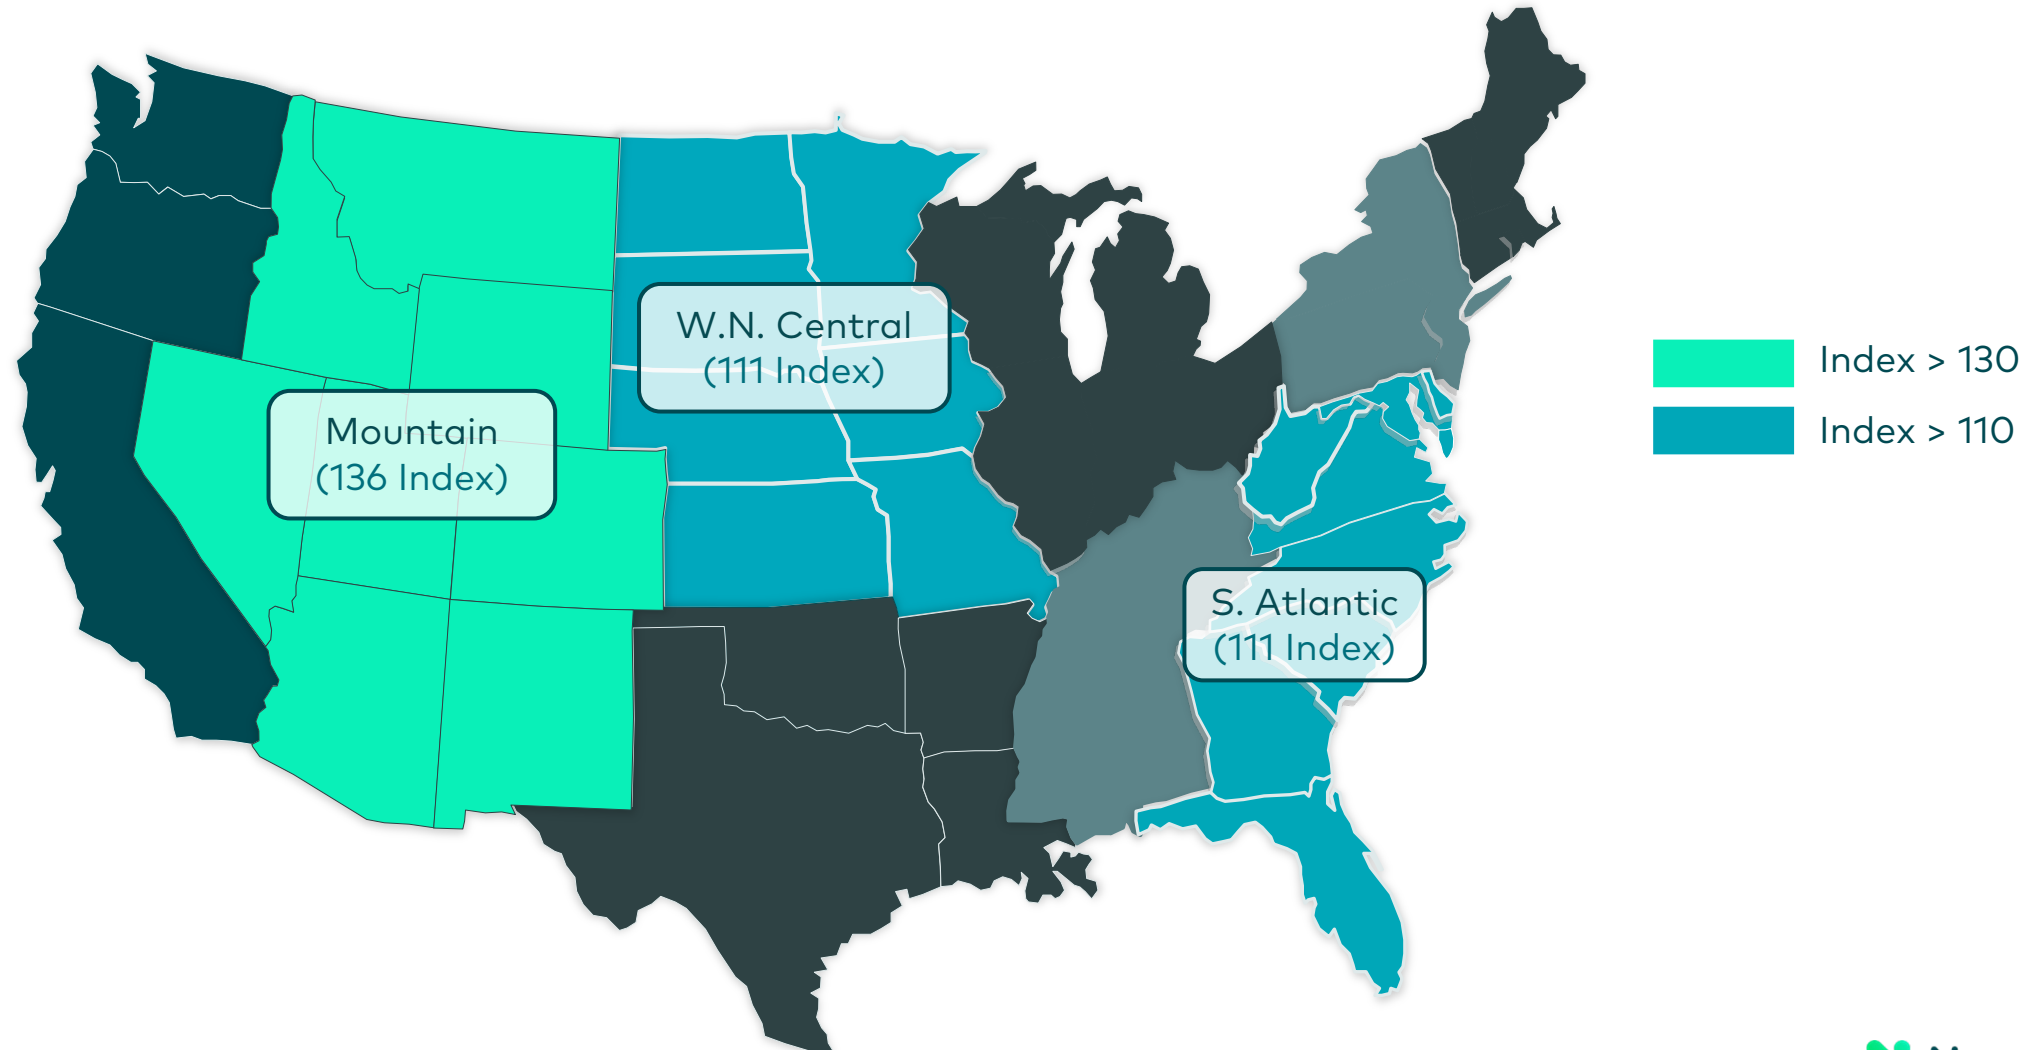 W.N. Central
(111 Index)
Mountain
(136 Index)
S. Atlantic
(111 Index)
Index > 130
Index > 110